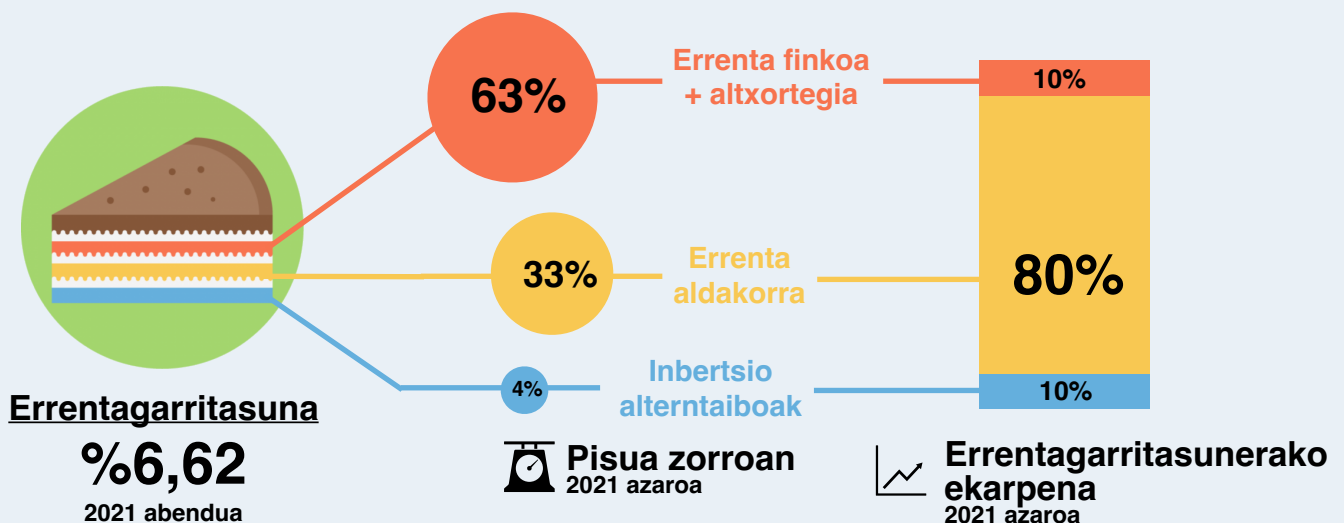 63%
Errenta finkoa
+ altxortegia
10%
33%
Errenta
aldakorra
80%
4%
Inbertsio
alterntaiboak
10%
Errentagarritasuna
%6,62
2021 abendua
Pisua zorroan
2021 azaroa
Errentagarritasunerako
ekarpena
2021 azaroa